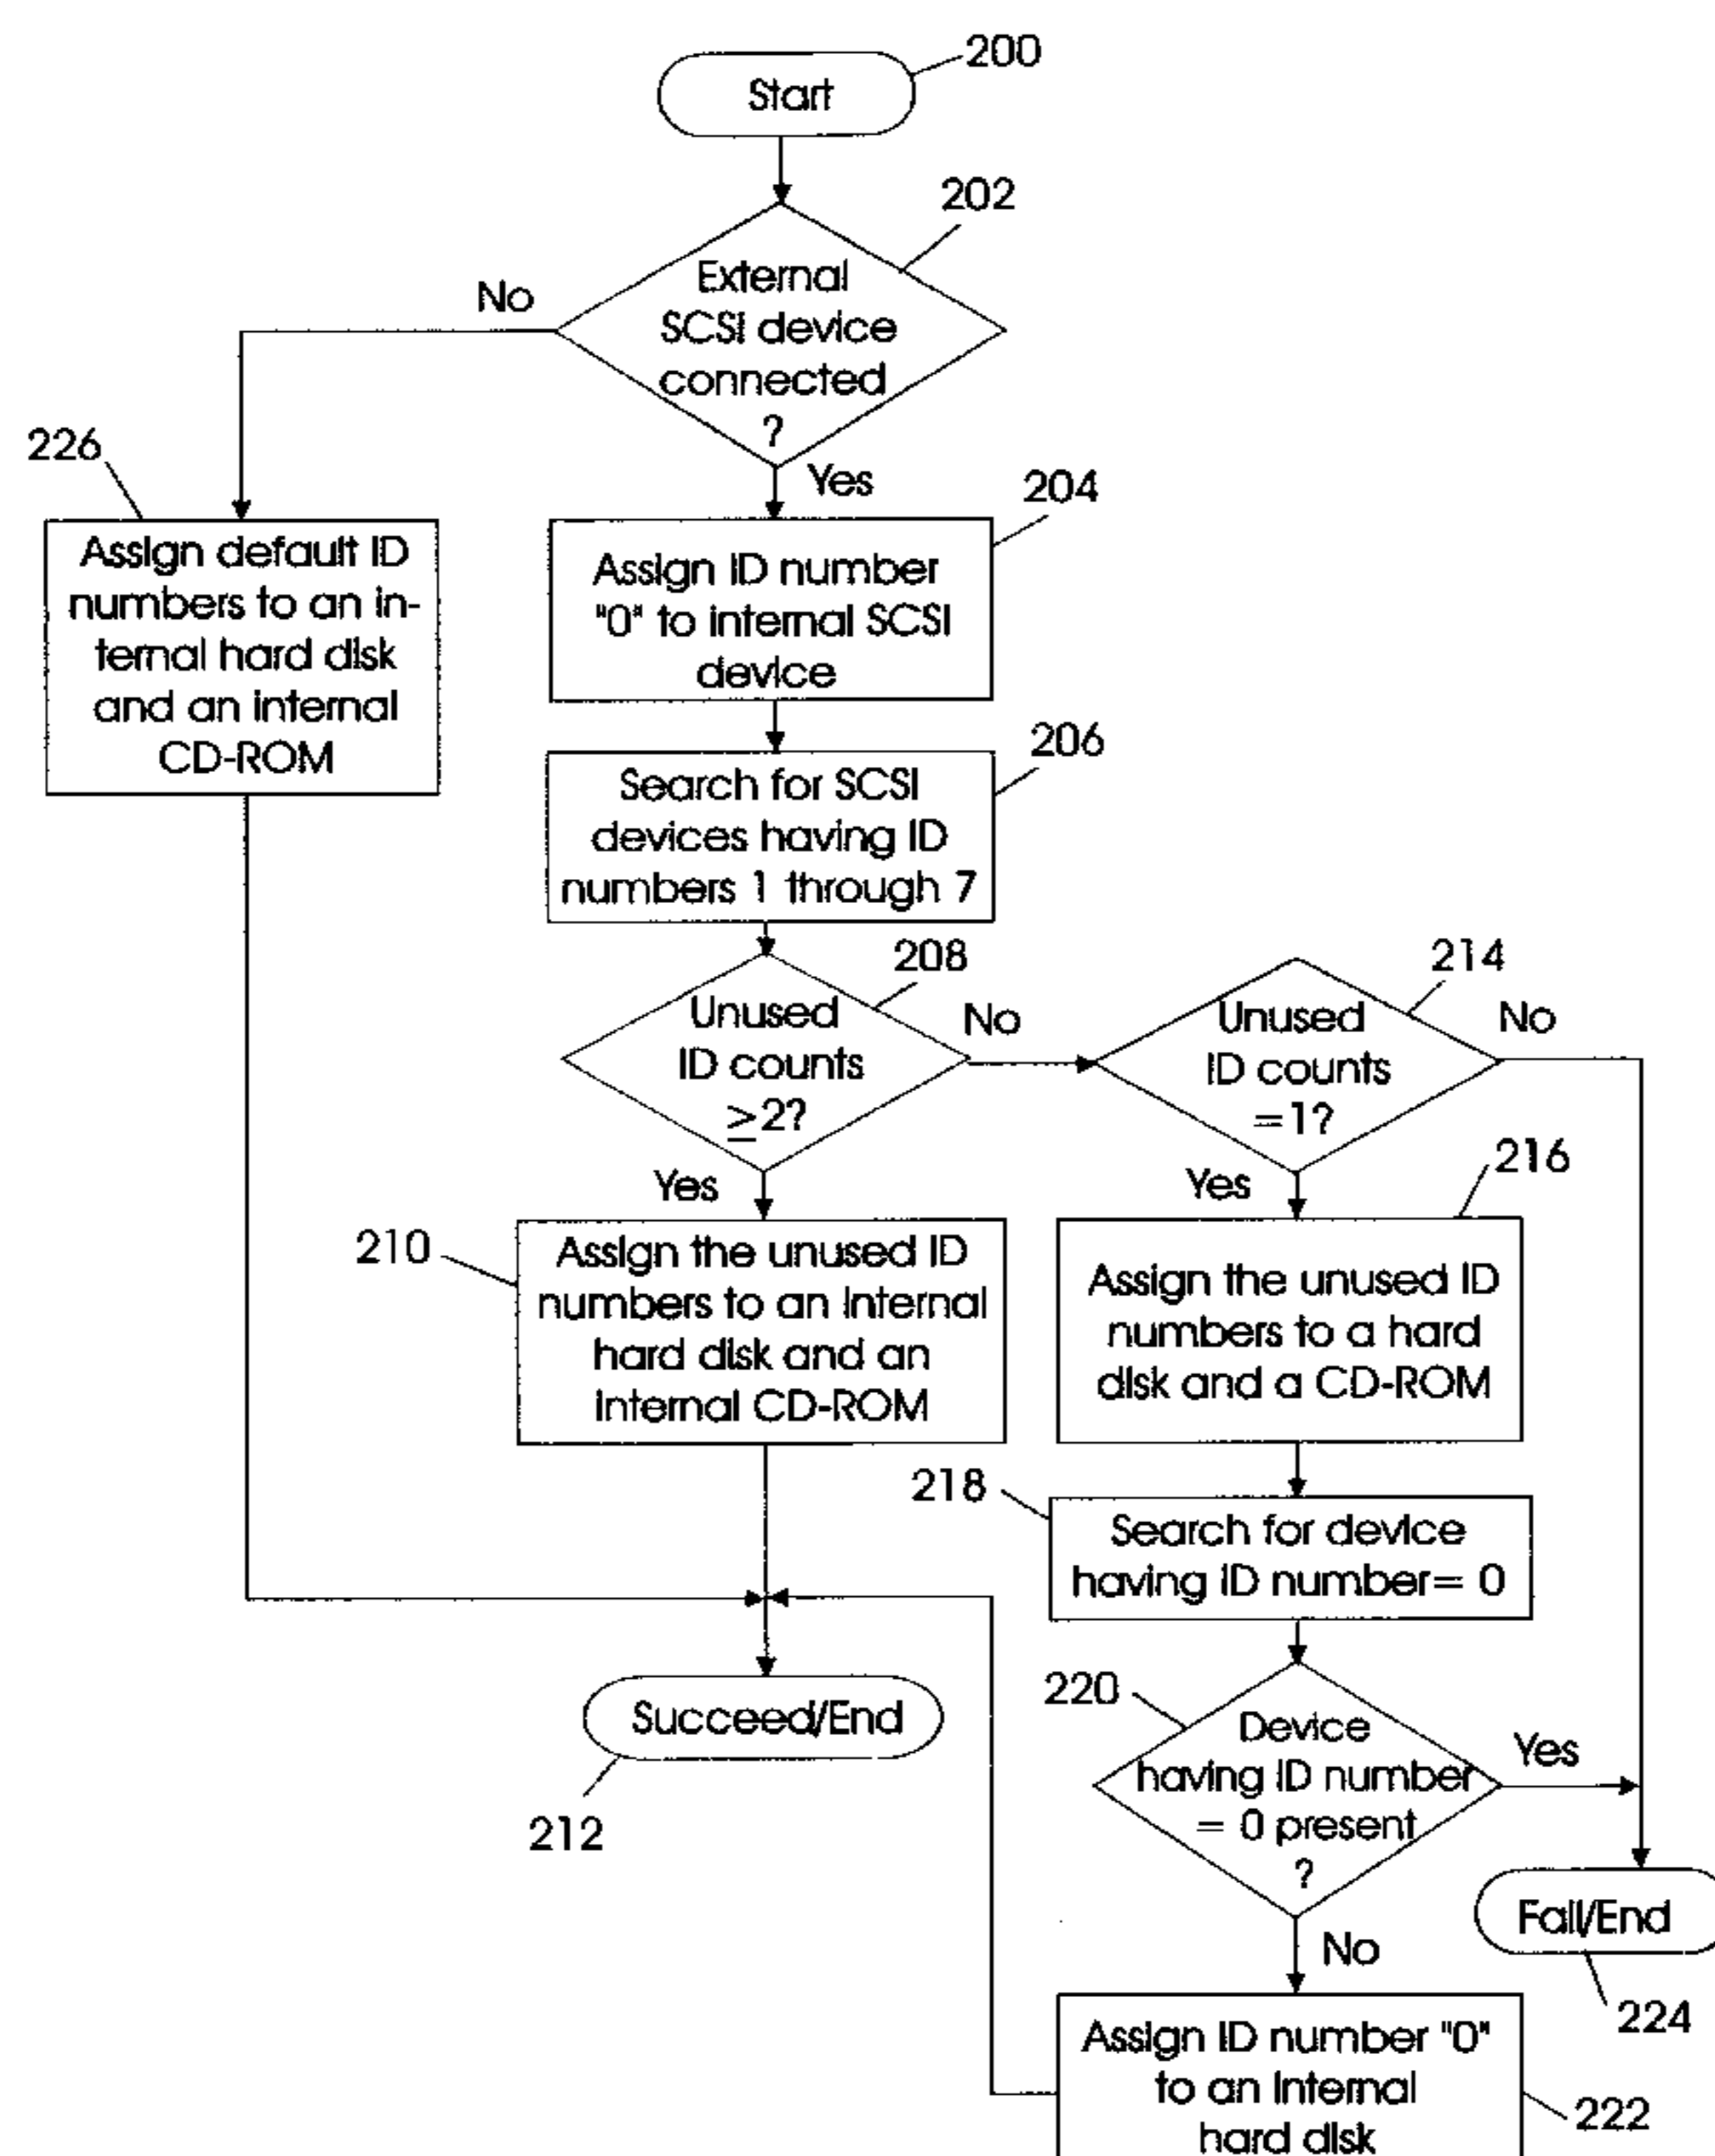 200
Start
202
External
SCSI device
connected
?
No
Yes
226
Assign default ID
numbers to an in-
ternal hard disk
and an internal
CD-ROM
204
Assign ID number
"0" to internal SCSI
device
206
Search for SCSI
devices having ID
numbers 1 through 7
208
Unused
ID counts
≥2?
No
Yes
214
Unused
ID counts
=1?
No
Yes
210
Assign the unused ID
numbers to an internal
hard disk and an
internal CD-ROM
216
Assign the unused ID
numbers to a hard
disk and a CD-ROM
218
Search for device
having ID number= 0
Succeed/End
212
220
Device
having ID number
= 0 present
?
Yes
No
Fail/End
224
Assign ID number "0"
to an internal
hard disk
222